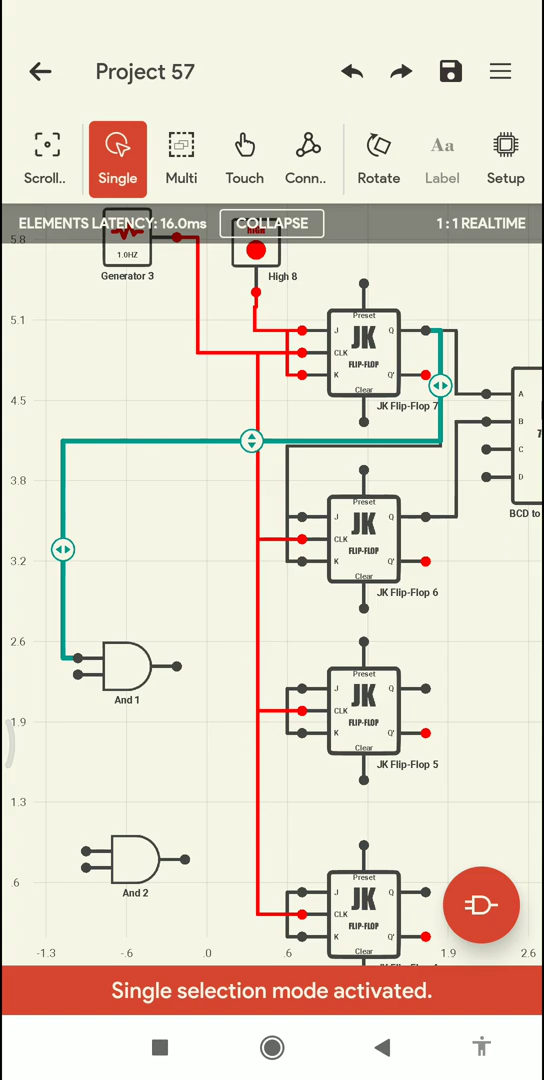 Project 57
Scroll..
Single
Multi
Touch
Conn..
Rotate
Aa
Label
Setup
ELEMENTS LATENCY: 16.0ms
COLLAPSE
1 : 1 REALTIME
5.8
1.0HZ
Generator 3
High 8
5.1
Preset
J
JK
Q
CLK
FLIP-FLOP
K
Q'
Clear
JK Flip-Flop 7
A
B
C
D
BCD to
4.5
3.8
Preset
J
JK
Q
CLK
FLIP-FLOP
K
Q'
Clear
JK Flip-Flop 6
3.2
2.6
And 1
Preset
J
JK
Q
CLK
FLIP-FLOP
K
Q'
Clear
JK Flip-Flop 5
1.9
1.3
And 2
.6
Preset
J
JK
Q
CLK
FLIP-FLOP
K
Q'
Clear
-1.3
-.6
.0
.6
1.9
2.6
Single selection mode activated.